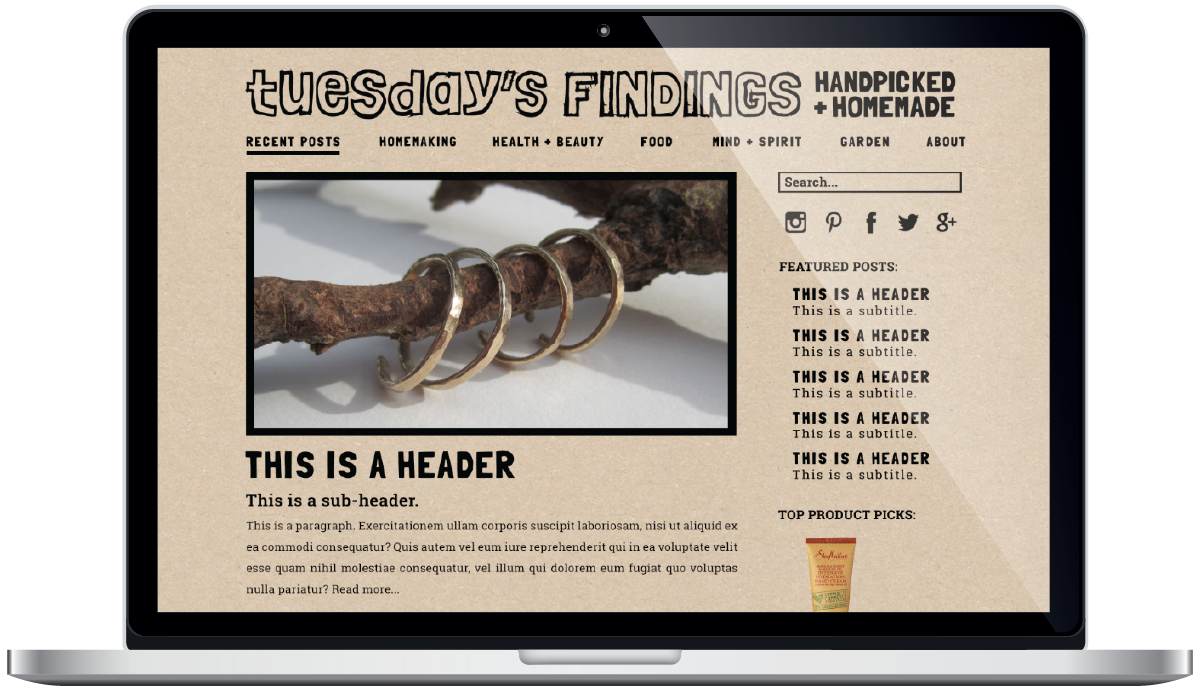 tuesday's FINDINGS
HANDPICKED
+ HOMEMADE
RECENT POSTS HOMEMAKING HEALTH + BEAUTY FOOD MIND + SPIRIT GARDEN ABOUT
Search...
FEATURED POSTS:
THIS IS A HEADER
This is a subtitle.
THIS IS A HEADER
This is a subtitle.
THIS IS A HEADER
This is a subtitle.
THIS IS A HEADER
This is a subtitle.
THIS IS A HEADER
This is a subtitle.
TOP PRODUCT PICKS:
SheaMoisture
THIS IS A HEADER
This is a sub-header.
This is a paragraph. Exercitationem ullam corporis suscipit laboriosam, nisi ut aliquid ex
ea commodi consequatur? Quis autem vel eum iure reprehenderit qui in ea voluptate velit
esse quam nihil molestiae consequatur, vel illum qui dolorem eum fugiat quo voluptas
nulla pariatur? Read more...